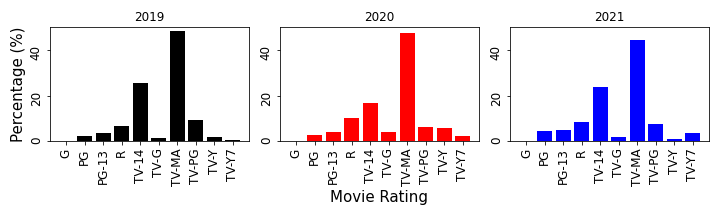 2019
2020
2021
Percentage (%)
40
20
0
G
PG
PG-13
R
TV-14
TV-G
TV-MA
TV-PG
TV-Y
TV-Y7
40
20
0
G
PG
PG-13
R
TV-14
TV-G
TV-MA
TV-PG
TV-Y
TV-Y7
40
20
0
G
PG
PG-13
R
TV-14
TV-G
TV-MA
TV-PG
TV-Y
TV-Y7
Movie Rating